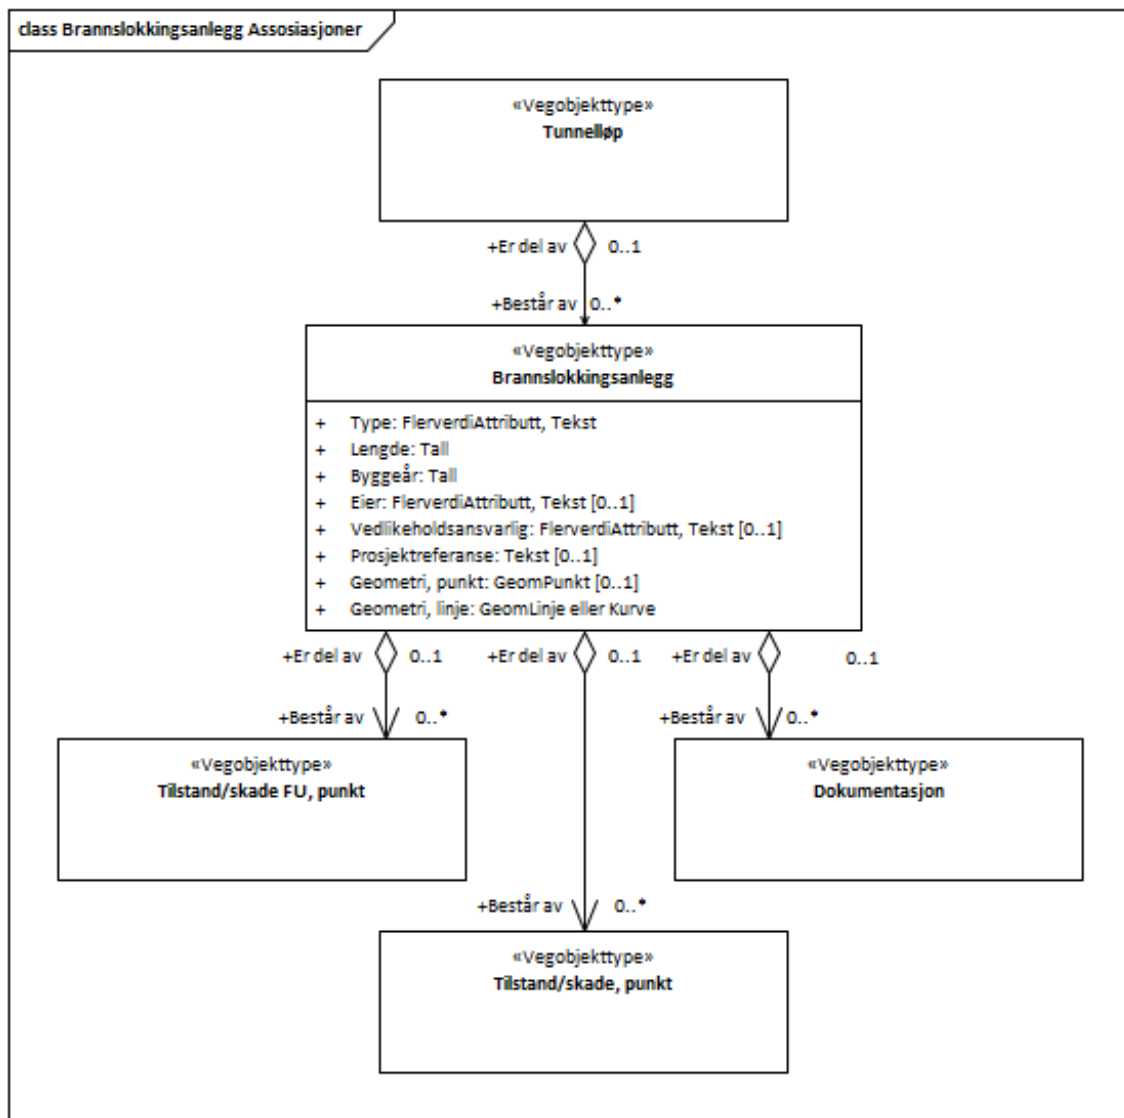 class Brannslokkingsanlegg Assosiasjoner
«Vegobjekttype»
Tunnelløp
+Er del av 0..1
+Består av 0..*
«Vegobjekttype»
Brannslokkingsanlegg
+ Type: FlerverdiAttributt, Tekst
+ Lengde: Tall
+ Byggeår: Tall
+ Eier: FlerverdiAttributt, Tekst [0..1]
+ Vedlikeholdsansvarlig: FlerverdiAttributt, Tekst [0..1]
+ Prosjektreferanse: Tekst [0..1]
+ Geometri, punkt: GeomPunkt [0..1]
+ Geometri, linje: GeomLinje eller Kurve
+Er del av 0..1 +Er del av 0..1 +Er del av 0..1
+Består av 0..* +Består av 0..*
«Vegobjekttype»
Tilstand/skade FU, punkt
«Vegobjekttype»
Dokumentasjon
+Består av 0..*
«Vegobjekttype»
Tilstand/skade, punkt